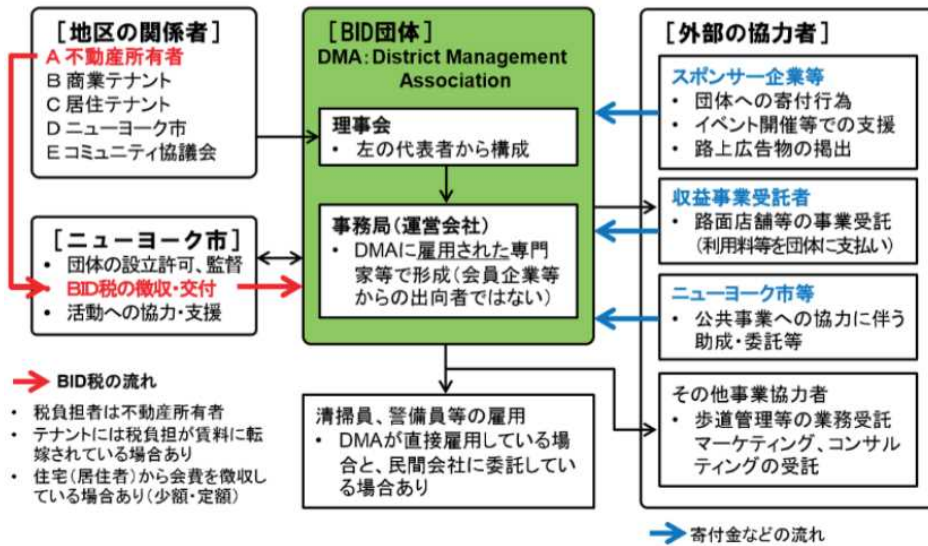 [地区の関係者]
A 不動産所有者
B 商業テナント
C 居住テナント
D ニューヨーク市
E コミュニティ協議会
[ニューヨーク市]
• 団体の設立許可、監督
• BID税の徴収・交付
• 活動への協力・支援
BID税の流れ
• 税負担者は不動産所有者
• テナントには税負担が賃料に転
嫁されている場合あり
• 住宅(居住者)から会費を徴収し
ている場合あり(少額・定額)
[BID団体]
DMA:District Management
Association
理事会
• 左の代表者から構成
事務局(運営会社)
• DMAに雇用された専門
家等で形成(会員企業等
からの出向者ではない)
清掃員、警備員等の雇用
• DMAが直接雇用している場
合と、民間会社に委託してい
る場合あり
[外部の協力者]
スポンサー企業等
• 団体への寄付行為
• イベント開催等での支援
• 路上広告物の掲出
収益事業受託者
• 路面店舗等の事業受託
(利用料等を団体に支払い)
ニューヨーク市等
• 公共事業への協力に伴う
助成・委託等
その他事業協力者
• 歩道管理等の業務受託
マーケティング、コンサル
ティングの受託
寄付金などの流れ